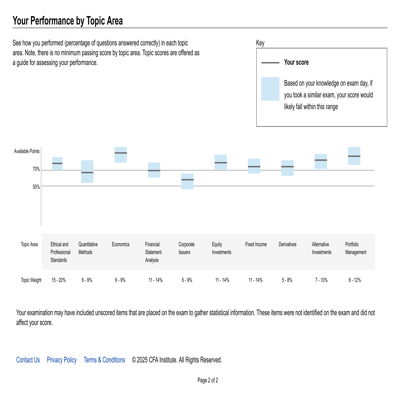 Your Performance by Topic Area
See how you performed (percentage of questions answered correctly) in each topic
area. Note, there is no minimum passing score by topic area. Topic scores are offered as
a guide for assessing your performance.
Key
Your score
Based on your knowledge on exam day, if
you took a similar exam, your score would
likely fall within this range
Available Points
70%
50%
Topic Area
Ethical and
Professional
Standards
Quantitative
Methods
Economics
Financial
Statement
Analysis
Corporate
Issuers
Equity
Investments
Fixed Income
Derivatives
Alternative
Investments
Portfolio
Management
Topic Weight
15 - 20%
6 - 9%
6 - 9%
11 - 14%
6 - 9%
11 - 14%
11 - 14%
5 - 8%
7 - 10%
8 - 12%
Your examination may have included unscored items that are placed on the exam to gather statistical information. These items were not identified on the exam and did not
affect your score.
Contact Us Privacy Policy Terms & Conditions © 2025 CFA Institute. All Rights Reserved.
Page 2 of 2